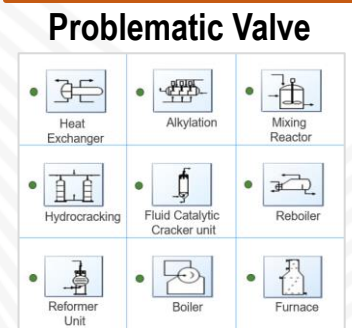 Problematic Valve
Heat
Exchanger
Alkylation
Mixing
Reactor
Hydrocracking
Fluid Catalytic
Cracker unit
Reboiler
Reformer
Unit
Boiler
Furnace